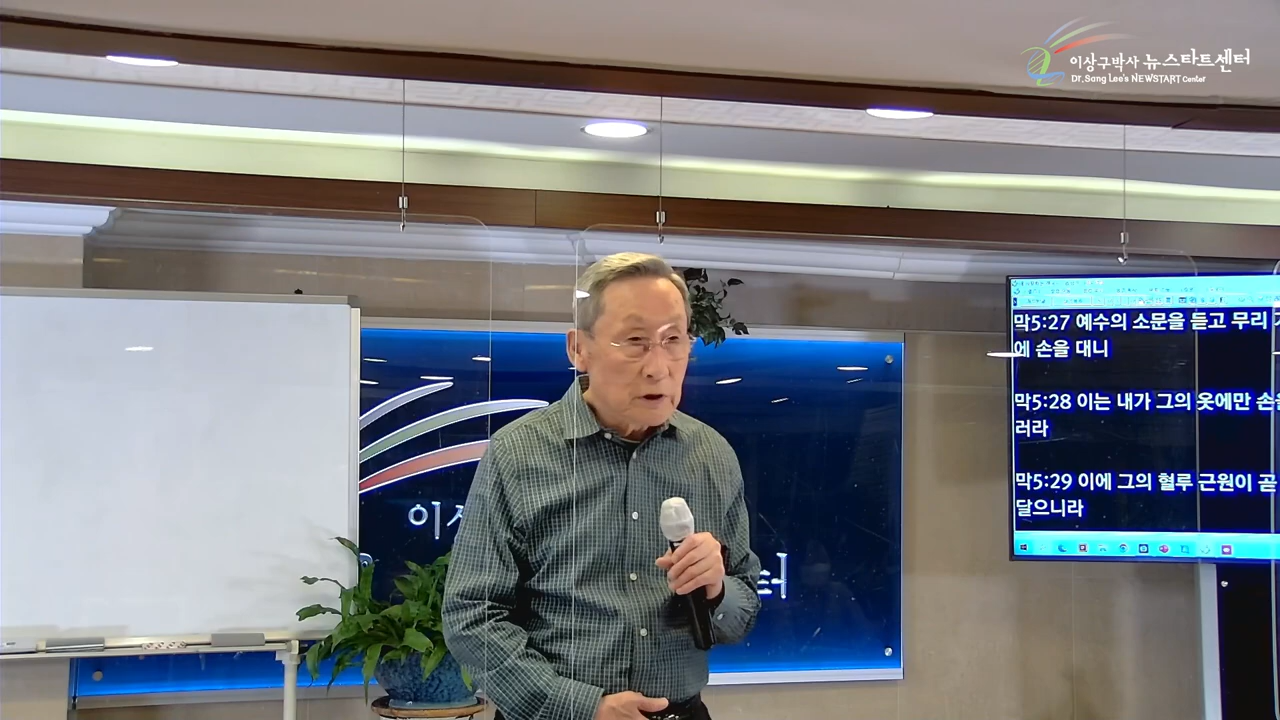 이상구박사 뉴스타트센터
Dr. Sang Lee's NEWSTART Center
막5:27 예수의 소문을 듣고 무리
에 손을 대니
막5:28 이는 내가 그의 옷에만
러라
막5:29 이에 그의 혈루 근원이 곧
달으니라